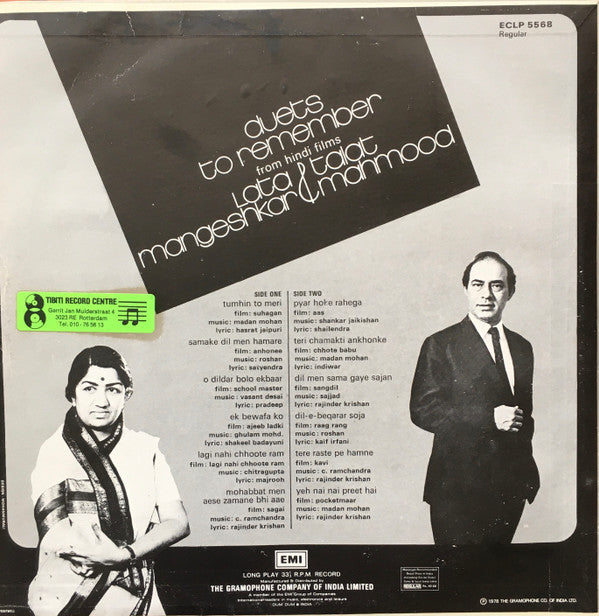 ECLP 5568
Regular
duets
to remember
from hindi films
lata & talat
mangeshkar mahmood
TIBITI RECORD CENTRE
Gerrit Jan Mulderstraat 4
3023 RE Rotterdam
Tel. 010 - 76 56 13
SIDE ONE
tumhin to meri
film: suhagan
music: madan mohan
lyric: hasrat jaipuri
samake dil men hamare
film: anhonee
music: roshan
lyric: satyendra
o dildar bolo ekbaar
film: school master
music: vasant desai
lyric: pradeep
ek bewafa ko
film: ajeeb ladki
music: ghulam mohd.
lyric: shakeel badayuni
lagi nahi chhoote ram
film: lagi nahi chhoote ram
music: chitragupta
lyric: majrooh
mohabbat men
aese zamane bhi aae
film: sagai
music: c. ramchandra
lyric: rajinder krishan
SIDE TWO
pyar hoke rahega
film: aas
music: shankar jaikishan
lyric: shailendra
teri chamakti ankhonke
film: chhote babu
music: madan mohan
lyric: indiwar
dil men sama gaye sajan
film: sangdil
music: sajjad
lyric: rajinder krishan
dil-e-beqarar soja
film: raag rang
music: roshan
lyric: kaif irfani
tere raste pe hamne
film: kavi
music: c. ramchandra
lyric: rajinder krishan
yeh nai nai preet hai
film: pocketmaar
music: madan mohan
lyric: rajinder krishan
EMI
LONG PLAY 33⅓ R.P.M RECORD
Manufactured & Distributed by
THE GRAMOPHONE COMPANY OF INDIA LIMITED
A member of the EMI Group of Companies
International leaders in music, electronics and leisure
DUM DUM ● INDIA
REGULAR
℗ 1978 THE GRAMOPHONE CO. OF INDIA LTD.